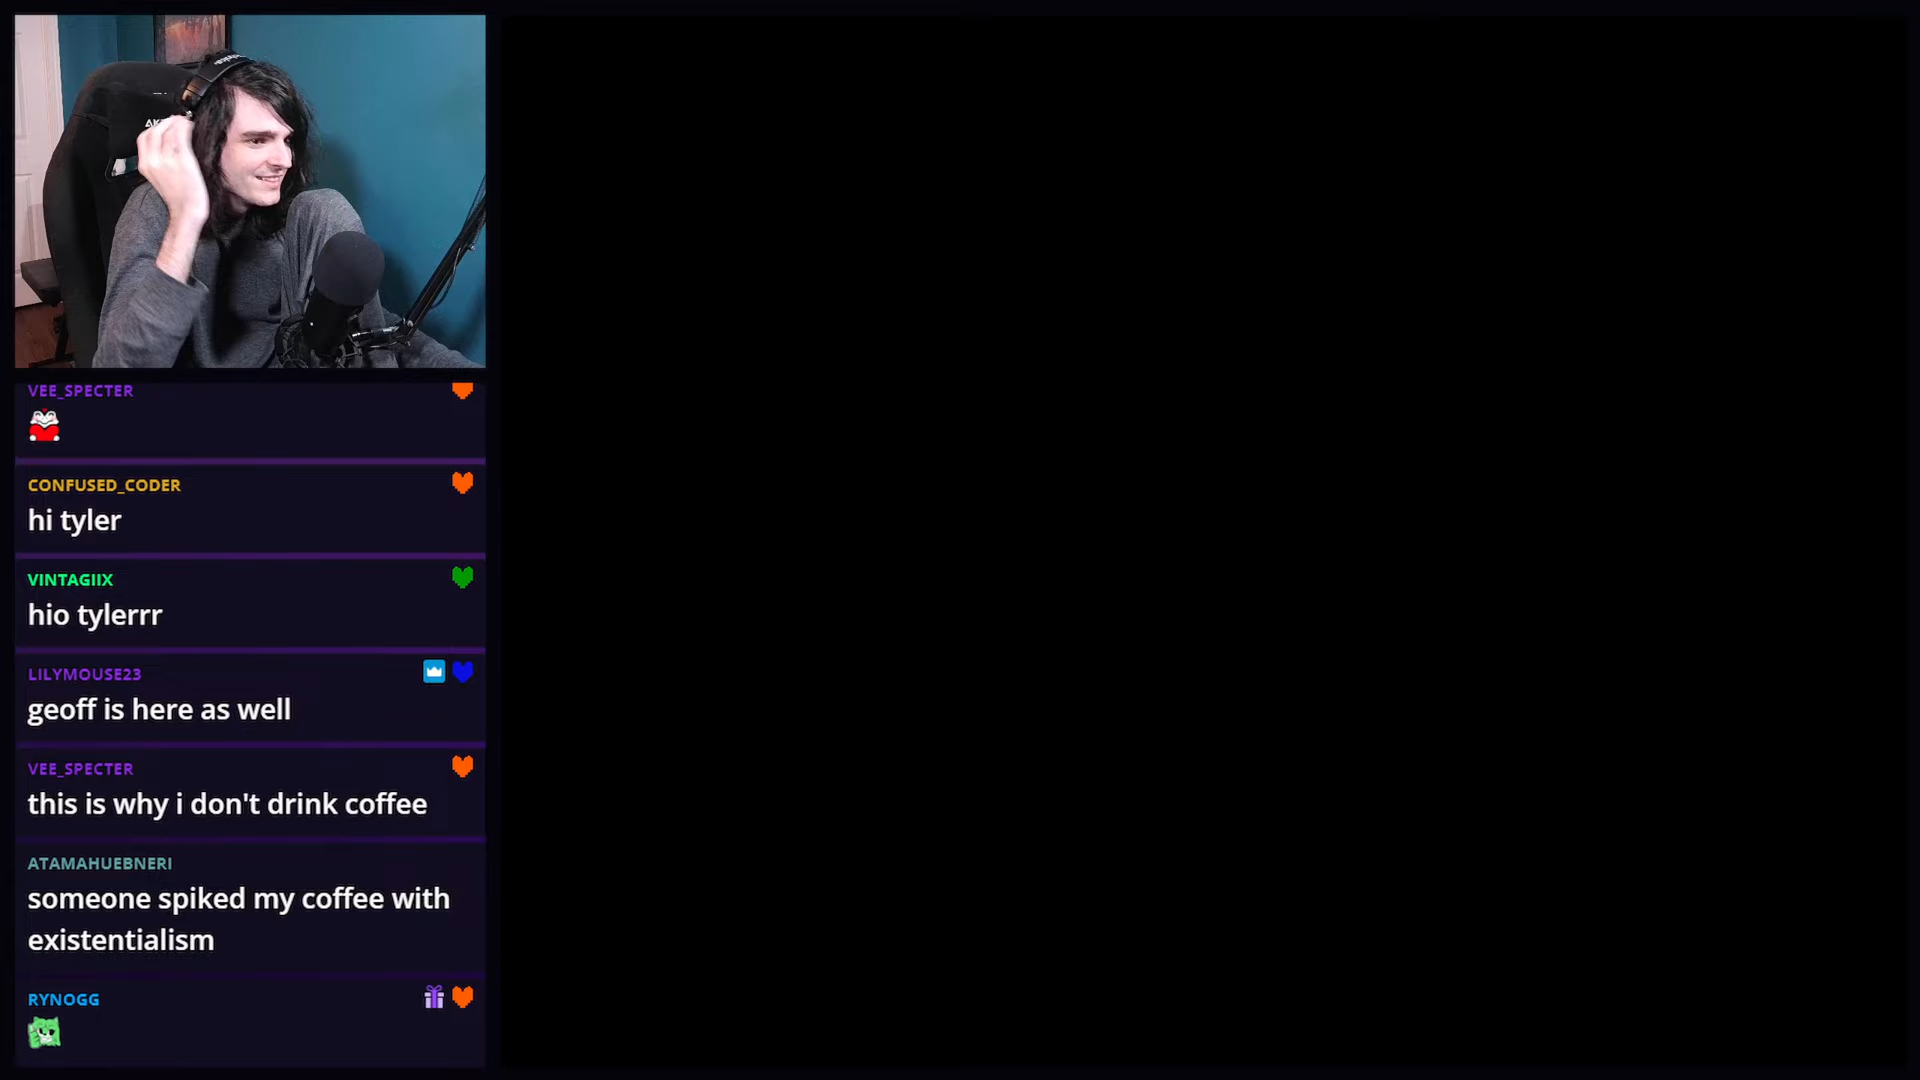 VEE_SPECTER
CONFUSED_CODER
hi tyler
VINTAGIIX
hio tylerrr
LILYMOUSE23
geoff is here as well
VEE_SPECTER
this is why i don't drink coffee
ATAMAHUEBNERI
someone spiked my coffee with
existentialism
RYNOGG